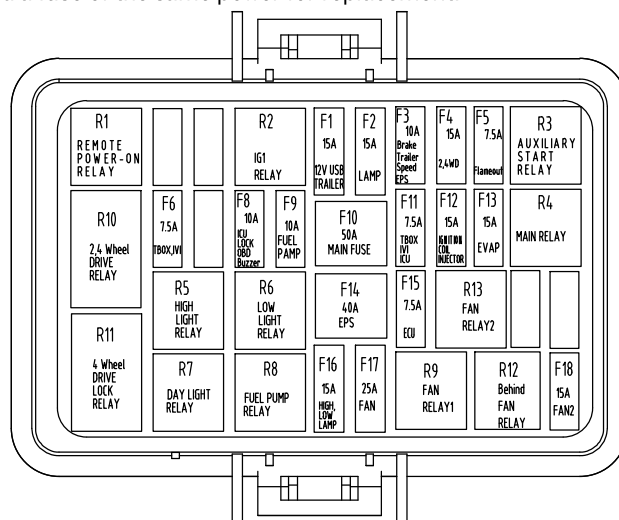 R1
REMOTE
POWER-ON
RELAY
R2
IG1
RELAY
F1
15A
12V USB
TRAILER
F2
15A
LAMP
F3
10A
Brake
Trailer
Speed
EPS
F4
15A
2,4WD
F5
7.5A
Flameout
R3
AUXILIARY
START
RELAY
R10
2,4 Wheel
DRIVE
RELAY
F6
7.5A
TBOX,IVI
F8
10A
ICU
LOCK
OBD
Buzzer
F9
10A
FUEL
PAMP
F10
50A
MAIN FUSE
F11
7.5A
TBOX
IVI
ICU
F12
15A
IGNITION
COIL
INJECTOR
F13
15A
EVAP
R4
MAIN RELAY
R5
HIGH
LIGHT
RELAY
R6
LOW
LIGHT
RELAY
F14
40A
EPS
F15
7.5A
ECU
R13
FAN
RELAY2
R11
4 Wheel
DRIVE
LOCK
RELAY
R7
DAY LIGHT
RELAY
R8
FUEL PUMP
RELAY
F16
15A
HIGH,
LOW
LAMP
F17
25A
FAN
R9
FAN
RELAY1
R12
Behind
FAN
RELAY
F18
15A
FAN2